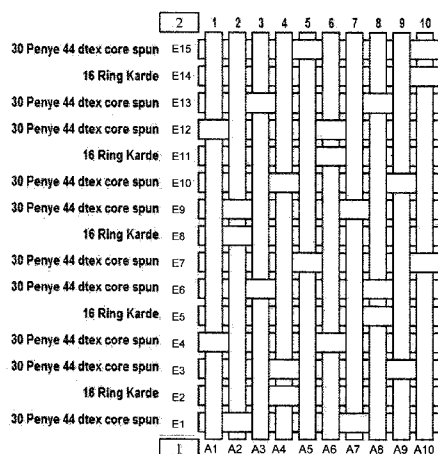 2 1 2 3 4 5 6 7 8 9 10
30 Penye 44 dtex core spun E15
16 Ring Karde E14
30 Penye 44 dtex core spun E13
30 Penye 44 dtex core spun E12
16 Ring Karde E11
30 Penye 44 dtex core spun E10
30 Penye 44 dtex core spun E9
16 Ring Karde E8
30 Penye 44 dtex core spun E7
30 Penye 44 dtex core spun E6
16 Ring Karde E5
30 Penye 44 dtex core spun E4
30 Penye 44 dtex core spun E3
16 Ring Karde E2
30 Penye 44 dtex core spun E1
1 A1 A2 A3 A4 A5 A6 A7 A8 A9 A10